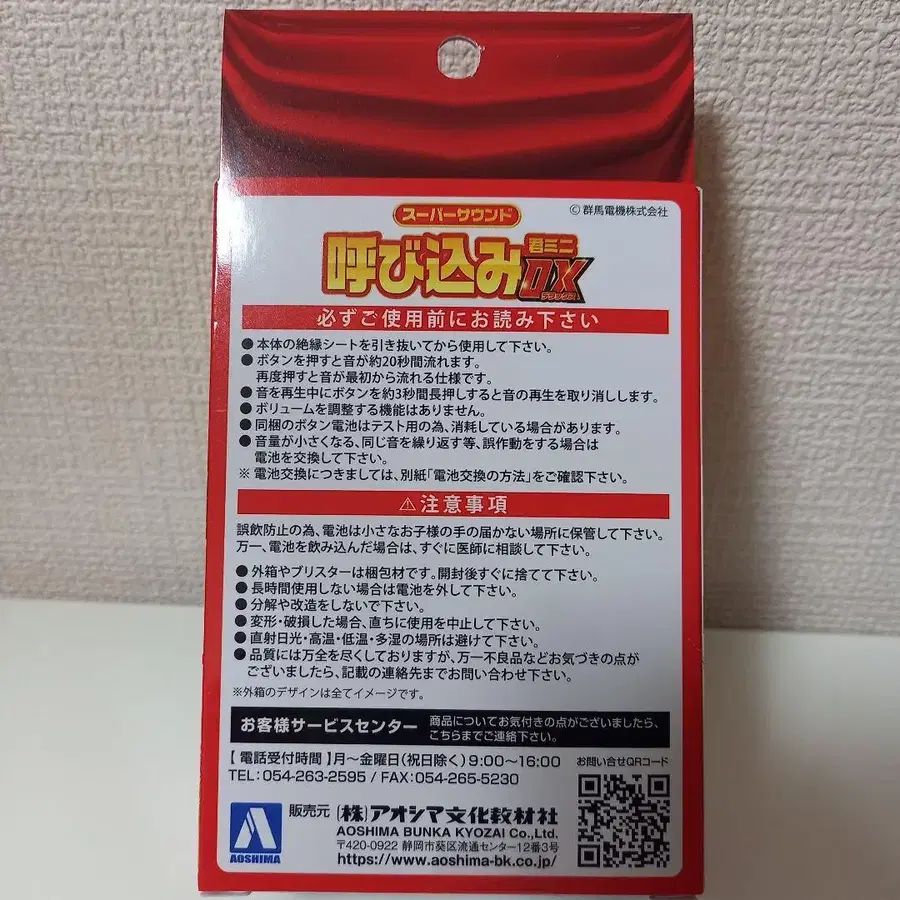 スーパーサウンド
©群馬電機株式会社
呼び込み君ミニDX
デラックス
必ずご使用前にお読み下さい
●本体の絶縁シートを引き抜いてから使用して下さい。
●ボタンを押すと音が約20秒間流れます。
再度押すと音が最初から流れる仕様です。
●音を再生中にボタンを約3秒間長押しすると音の再生を取り消しします。
●ボリュームを調整する機能はありません。
●同梱のボタン電池はテスト用の為、消耗している場合があります。
●音量が小さくなる、同じ音を繰り返す等、誤作動をする場合は
電池を交換して下さい。
※電池交換につきましては、別紙「電池交換の方法」をご確認下さい。
⚠注意事項
誤飲防止の為、電池は小さなお子様の手の届かない場所に保管して下さい。
万一、電池を飲み込んだ場合は、すぐに医師に相談して下さい。
●外箱やブリスターは梱包材です。開封後すぐに捨てて下さい。
●長時間使用しない場合は電池を外して下さい。
●分解や改造をしないで下さい。
●変形・破損した場合、直ちに使用を中止して下さい。
●直射日光・高温・低温・多湿の場所は避けて下さい。
●品質には万全を尽くしておりますが、万一不良品などお気づきの点が
ございましたら、記載の連絡先までお問い合わせ下さい。
※外箱のデザインは全てイメージです。
お客様サービスセンター
商品についてお気付きの点がございましたら、
こちらまでご連絡下さい。
【電話受付時間】月〜金曜日(祝日除く)9:00〜16:00
お問い合せQRコード
TEL:054-263-2595 / FAX:054-265-5230
AOSHIMA
販売元
(株)アオシマ文化教材社
AOSHIMA BUNKA KYOZAI Co.,Ltd.
〒420-0922 静岡市葵区流通センター12番3号
https://www.aoshima-bk.co.jp/